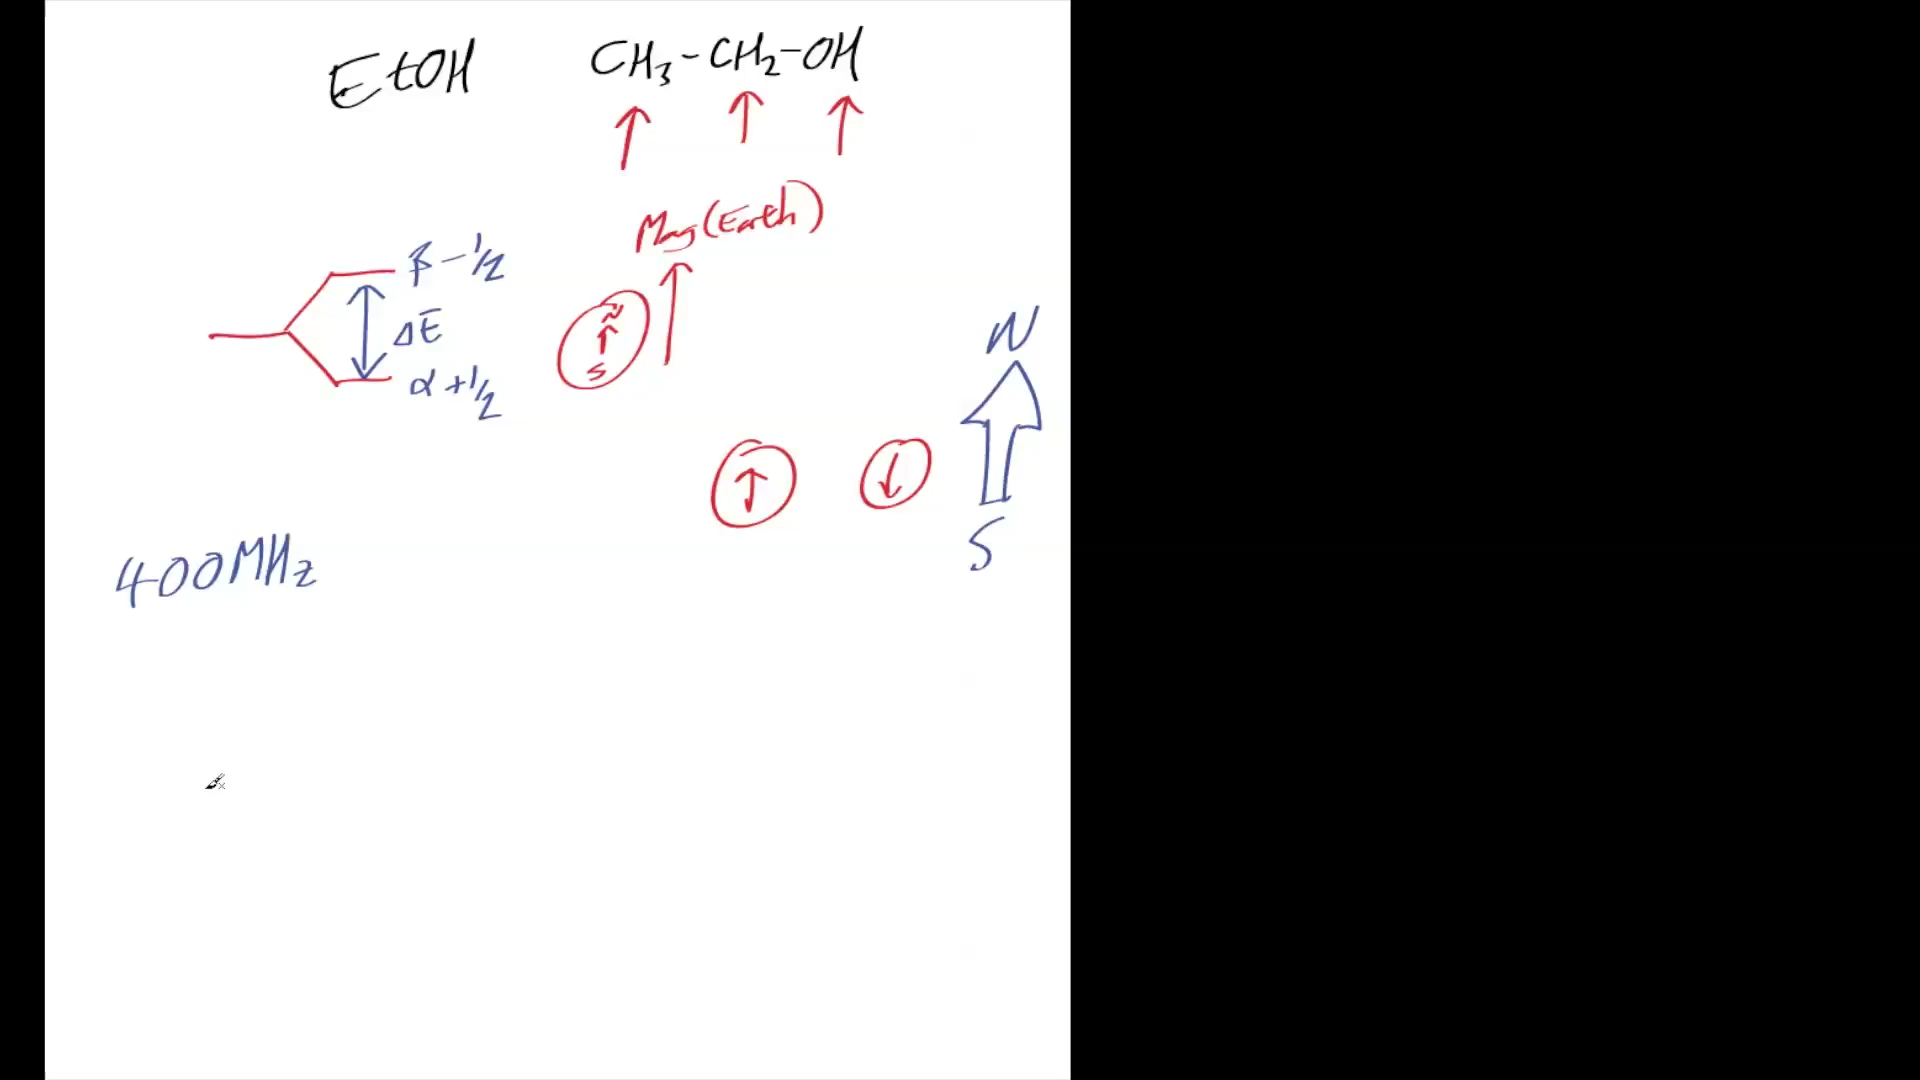 EtOH CH₃-CH₂-OH
Mag(Earth)
β -1/2
ΔE
α +1/2
N
S
N
S
400MHz